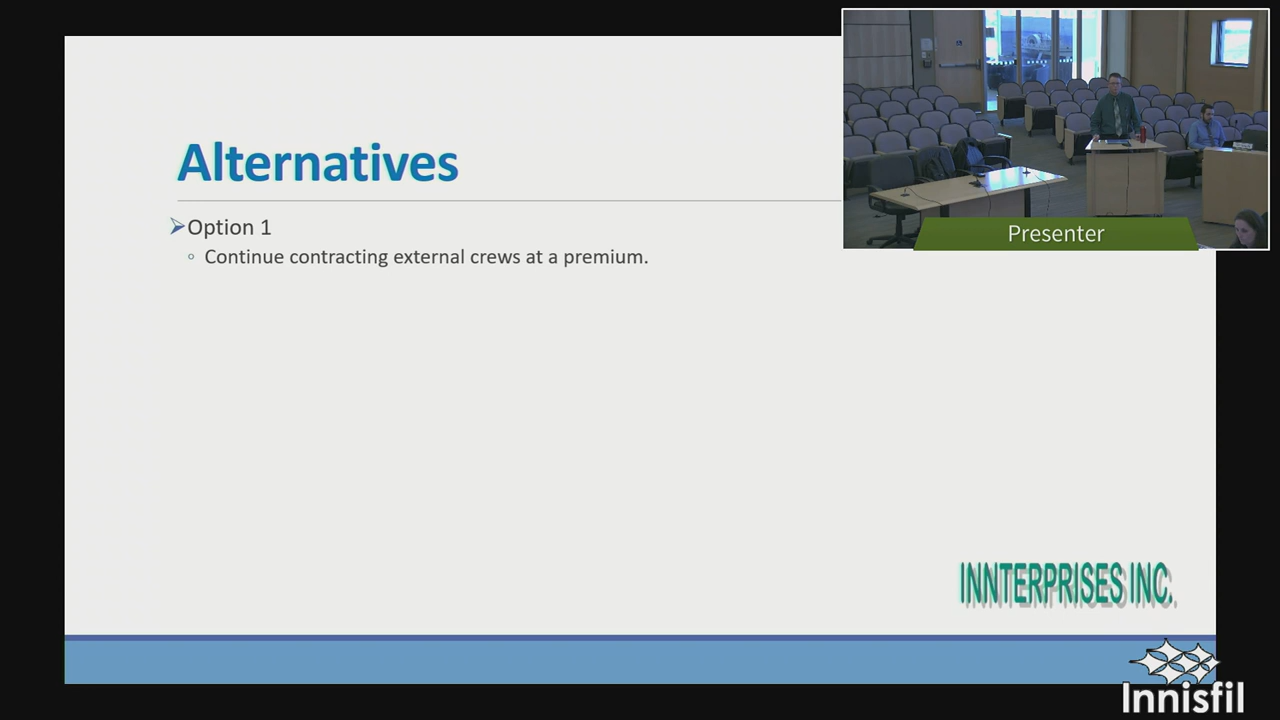 Alternatives
Option 1
Continue contracting external crews at a premium.
Presenter
INNTERPRISES INC.
Innisfil